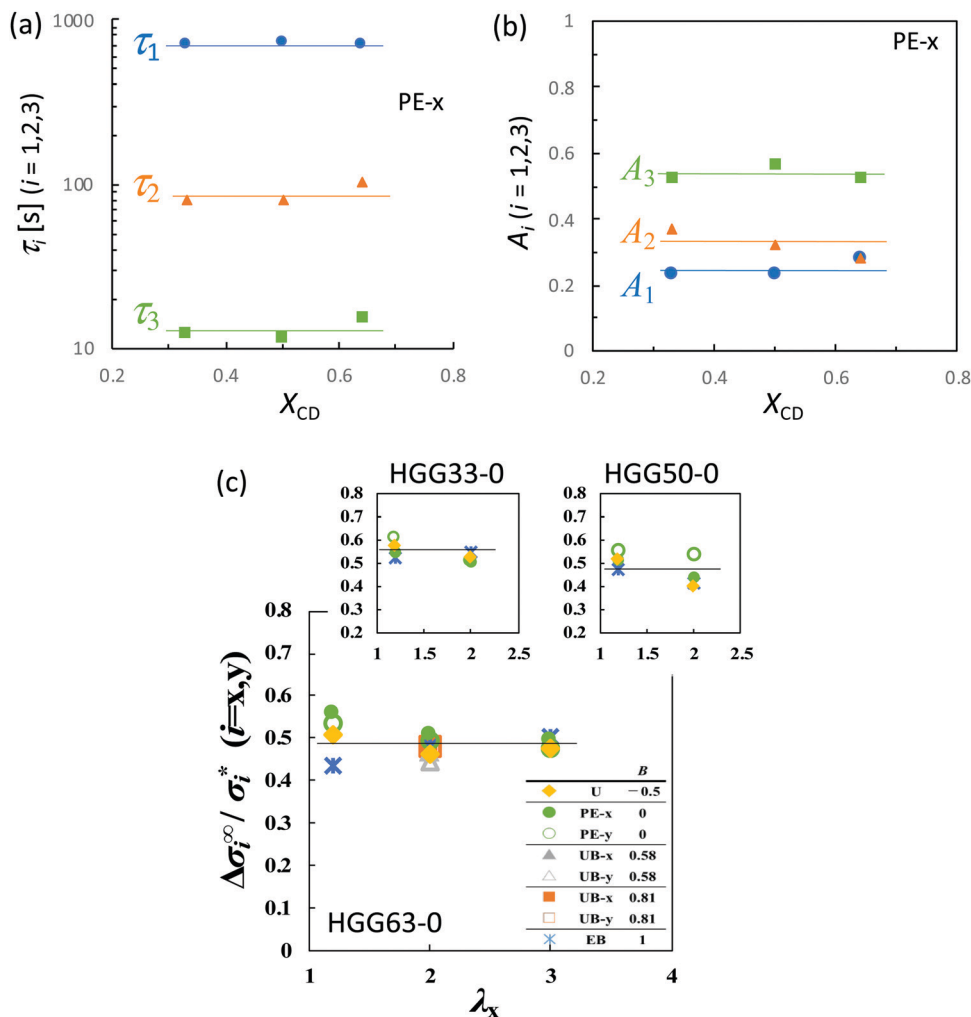 (a)
1000
100
10
τ1
τ2
τ3
PE-x
τi [s] (i = 1,2,3)
0.2 0.4 0.6 0.8
XCD
(b)
1
0.8
0.6
0.4
0.2
0
PE-x
A3
A2
A1
Ai (i = 1,2,3)
0.2 0.4 0.6 0.8
XCD
(c)
HGG33-0
0.8
0.7
0.6
0.5
0.4
0.3
0.2
1 1.5 2 2.5
HGG50-0
0.8
0.7
0.6
0.5
0.4
0.3
0.2
1 1.5 2 2.5
0.8
0.7
0.6
0.5
0.4
0.3
0.2
0.1
0
Δσi∞/ σi* (i=x,y)
B
U −0.5
PE-x 0
PE-y 0
UB-x 0.58
UB-y 0.58
UB-x 0.81
UB-y 0.81
EB 1
HGG63-0
1 2 3 4
λx